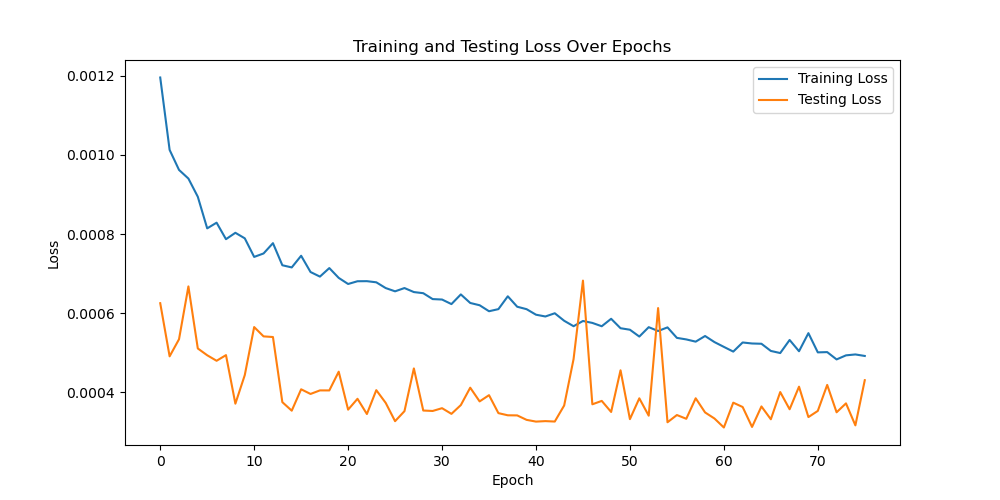 Training and Testing Loss Over Epochs
Training Loss
Testing Loss
0.0012
0.0010
0.0008
0.0006
0.0004
Loss
0 10 20 30 40 50 60 70
Epoch